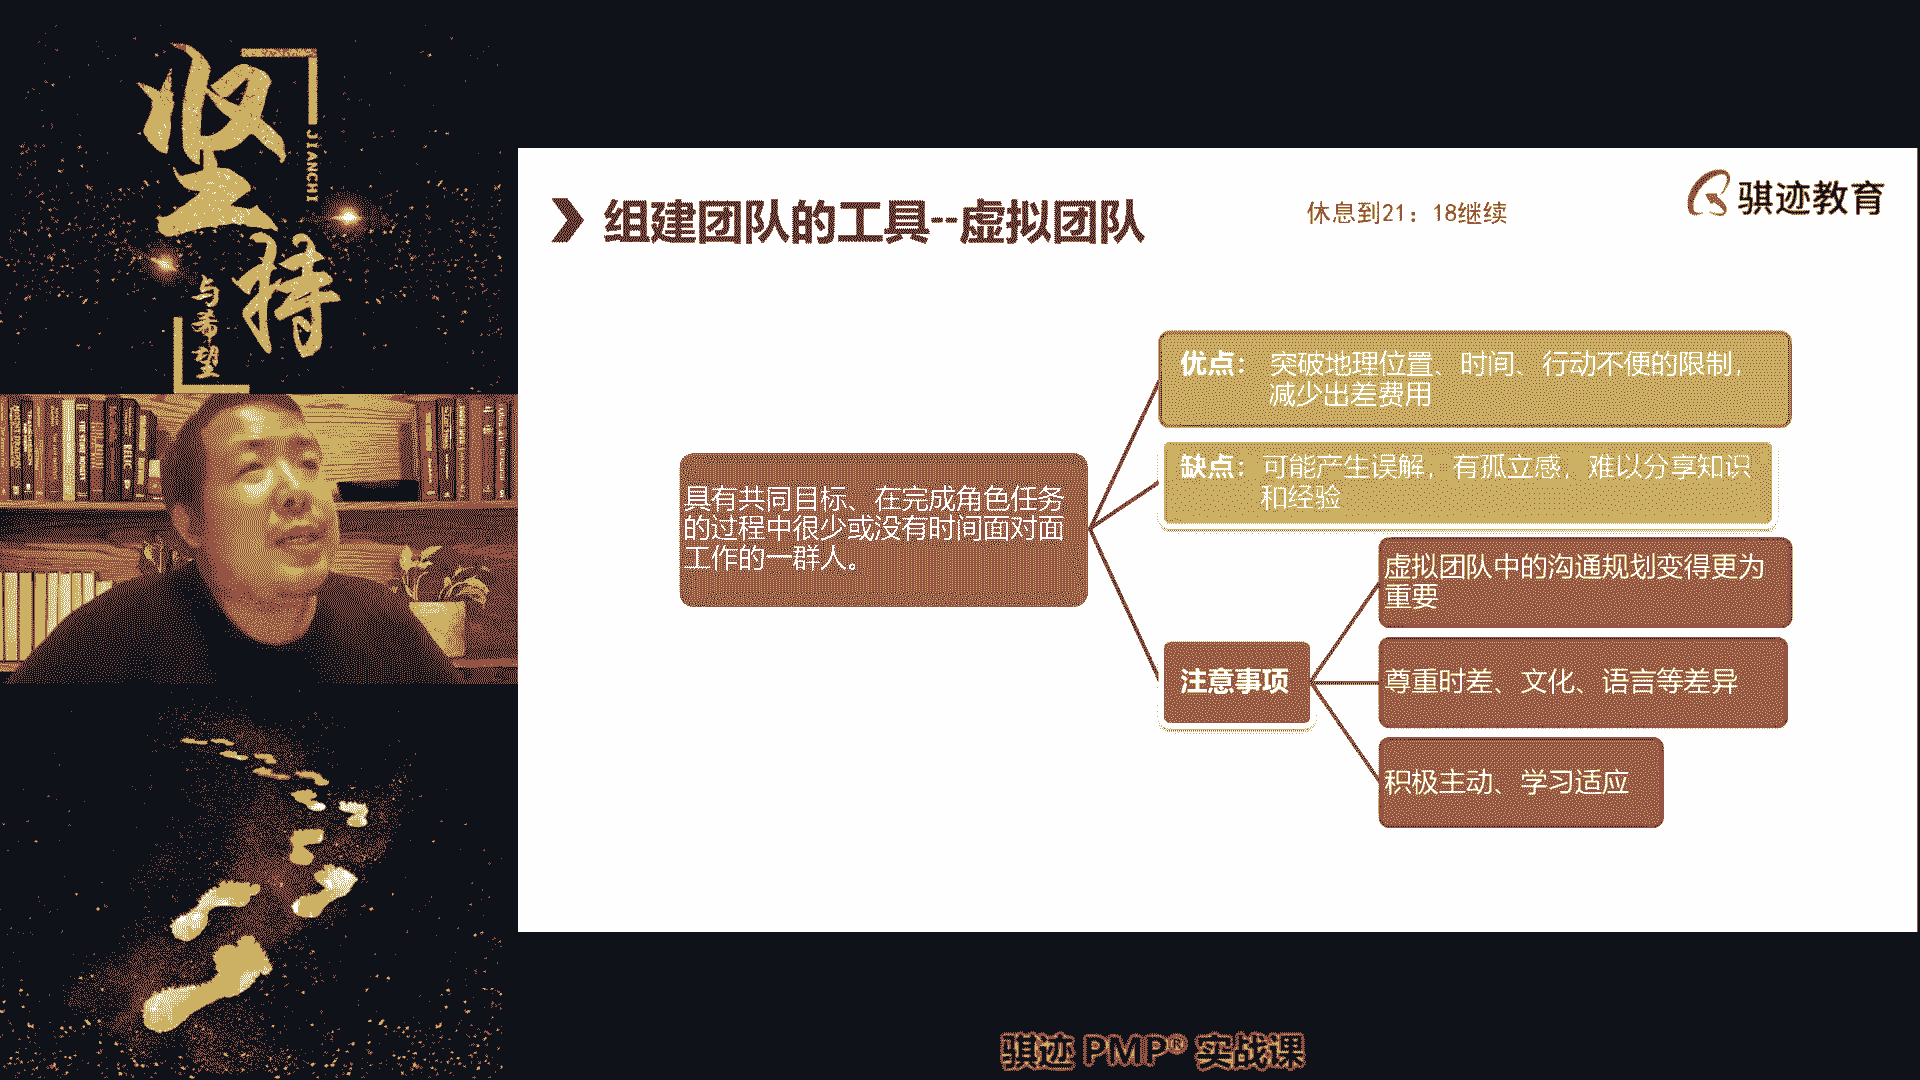 坚持
JIANCHI
与希望
组建团队的工具--虚拟团队
休息到21：18继续
骐迹教育
具有共同目标、在完成角色任务
的过程中很少或没有时间面对面
工作的一群人。
优点： 突破地理位置、时间、行动不便的限制，
减少出差费用
缺点： 可能产生误解，有孤立感，难以分享知识
和经验
注意事项
虚拟团队中的沟通规划变得更为
重要
尊重时差、文化、语言等差异
积极主动、学习适应
骐迹 PMP® 实战课